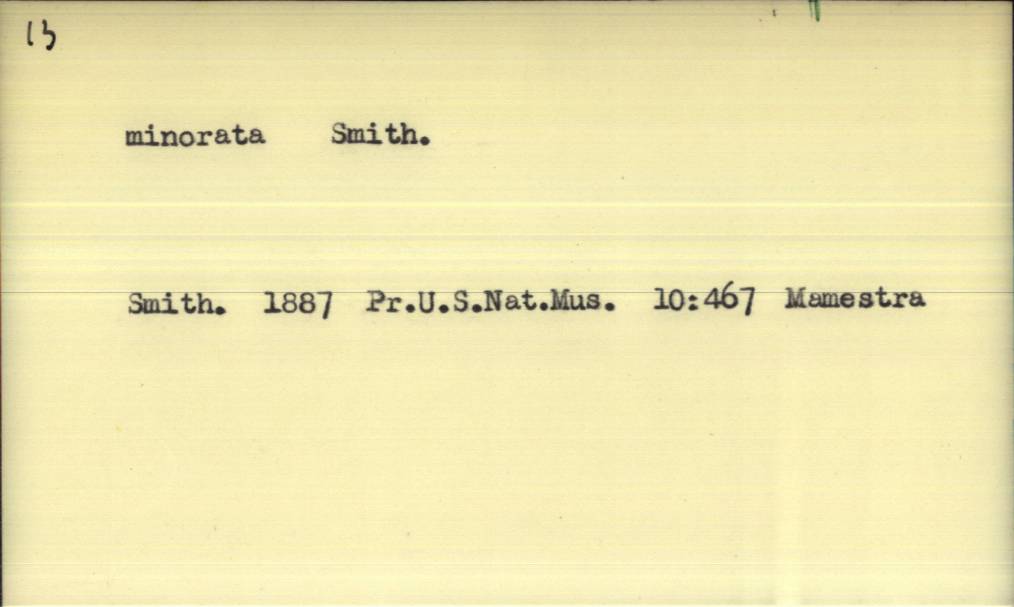 13
minorata Smith.
Smith. 1887 Pr.U.S.Nat.Mus. 10:467 Mamestra